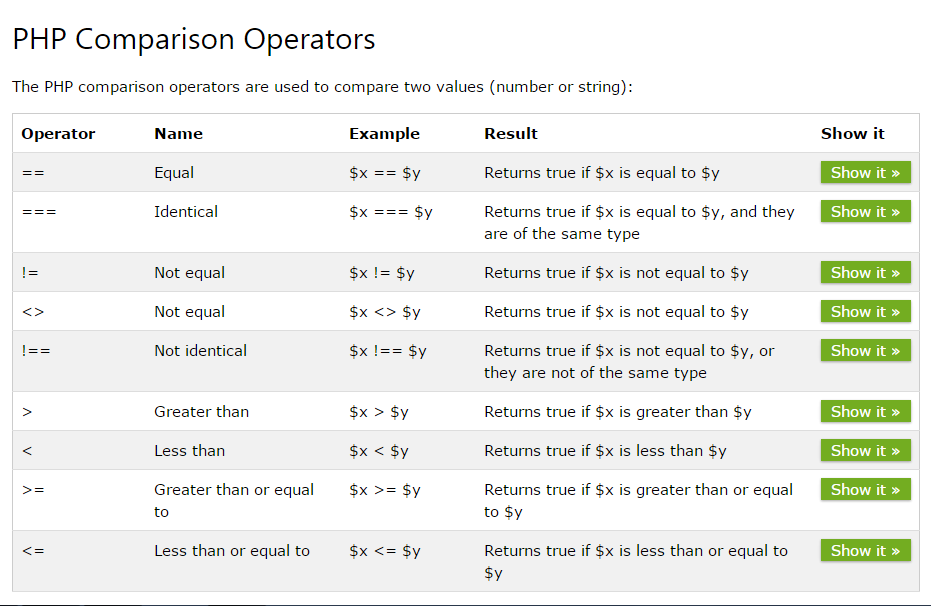 PHP Comparison Operators
The PHP comparison operators are used to compare two values (number or string):
Operator Name Example Result Show it
== Equal $x == $y Returns true if $x is equal to $y Show it »
=== Identical $x === $y Returns true if $x is equal to $y, and they Show it »
are of the same type
!= Not equal $x != $y Returns true if $x is not equal to $y Show it »
<> Not equal $x <> $y Returns true if $x is not equal to $y Show it »
!== Not identical $x !== $y Returns true if $x is not equal to $y, or Show it »
they are not of the same type
> Greater than $x > $y Returns true if $x is greater than $y Show it »
< Less than $x < $y Returns true if $x is less than $y Show it »
>= Greater than or equal $x >= $y Returns true if $x is greater than or equal Show it »
to to $y
<= Less than or equal to $x <= $y Returns true if $x is less than or equal to Show it »
$y